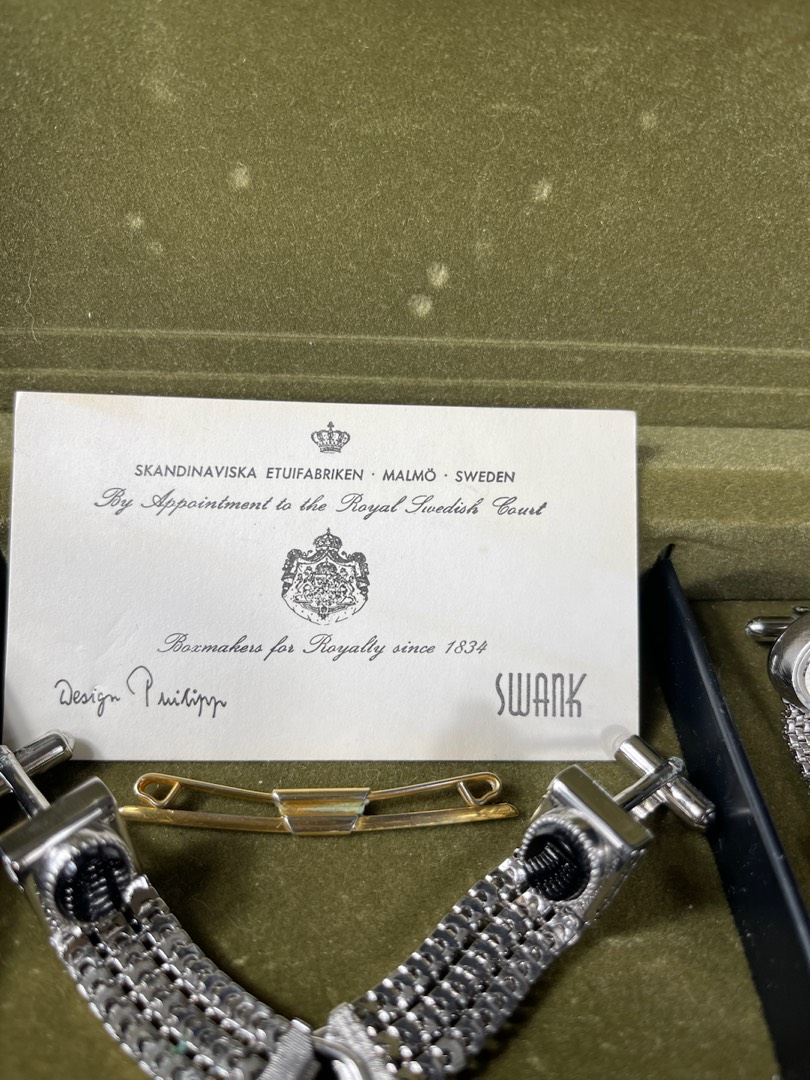 SKANDINAVISKA ETUIFABRIKEN · MALMÖ · SWEDEN
By Appointment to the Royal Swedish Court
Boxmakers for Royalty since 1834
Design Philipp
SWANK